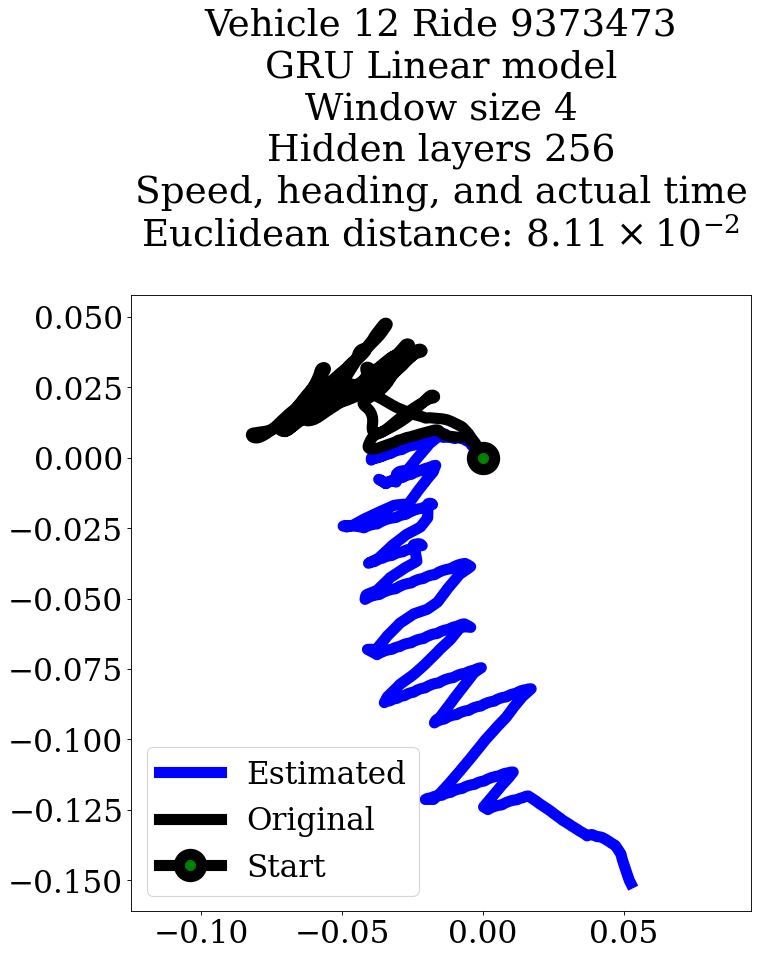 Vehicle 12 Ride 9373473
GRU Linear model
Window size 4
Hidden layers 256
Speed, heading, and actual time
Euclidean distance: 8.11 × 10⁻²
0.050
0.025
0.000
−0.025
−0.050
−0.075
−0.100
−0.125
−0.150
Estimated
Original
Start
−0.10
−0.05
0.00
0.05